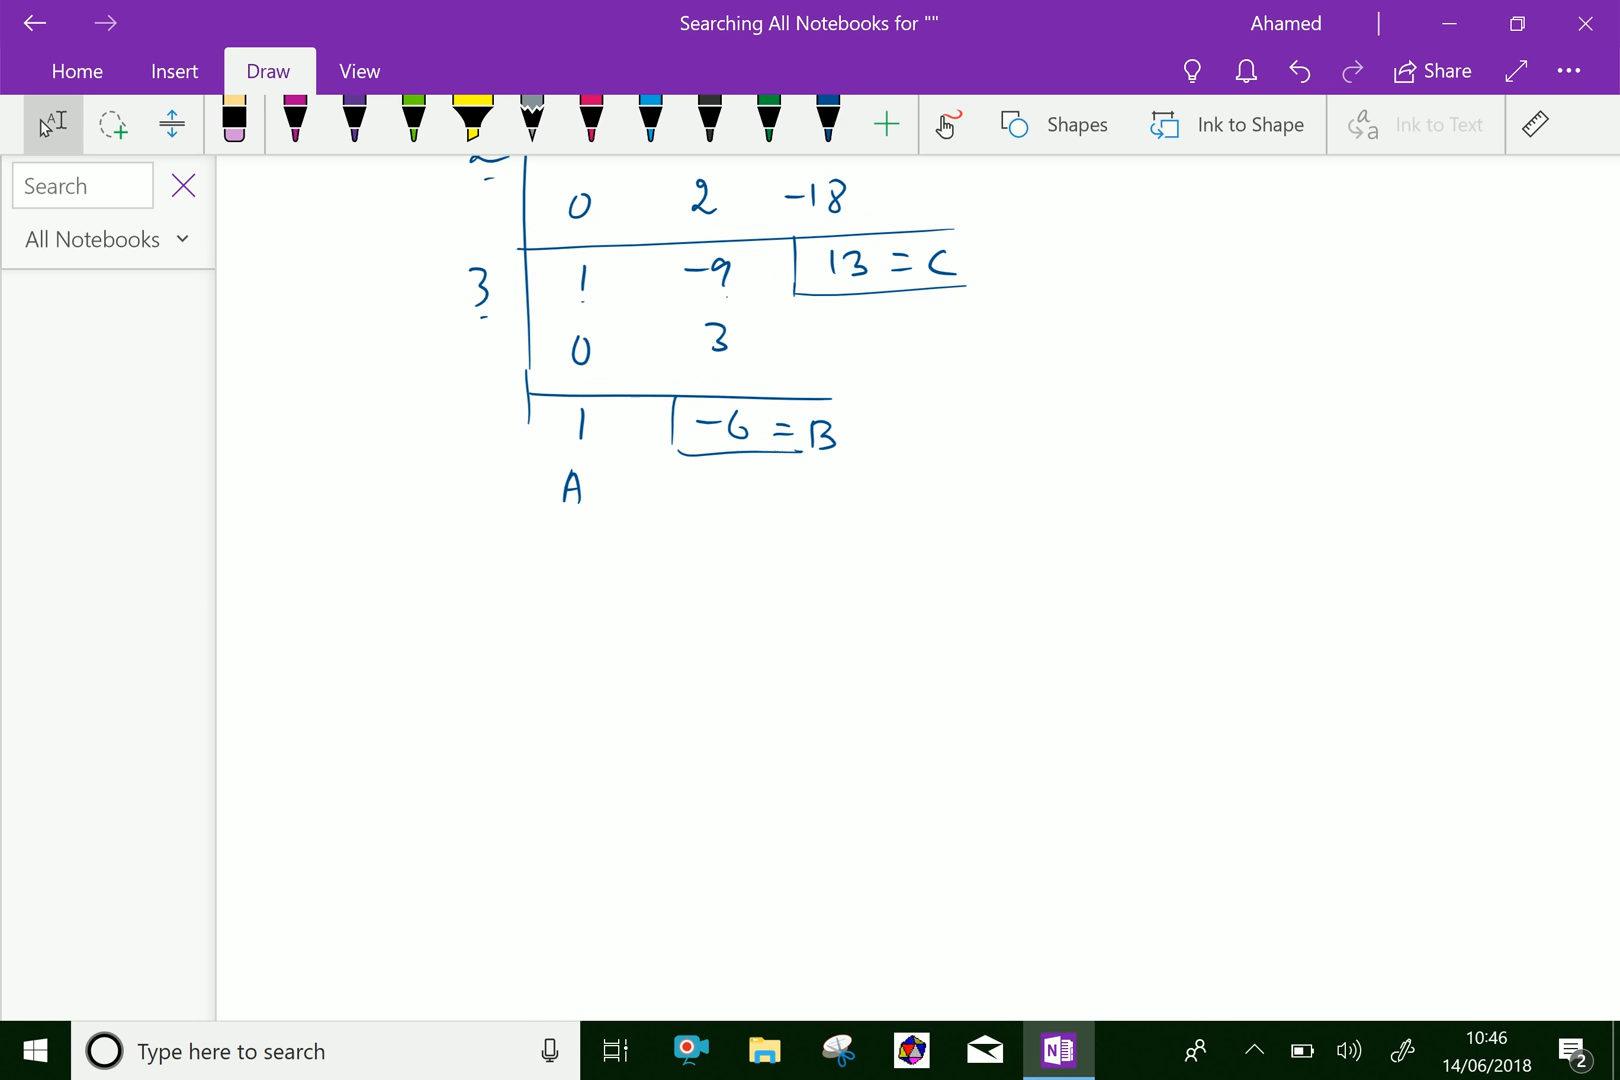 Searching All Notebooks for ""
Ahamed
Home Insert Draw View
Share
Shapes
Ink to Shape
Ink to Text
Search
All Notebooks
2
0 2 -18
3 1 -9 13 = C
0 3
1 -6 = B
A
Type here to search
10:46
14/06/2018
2